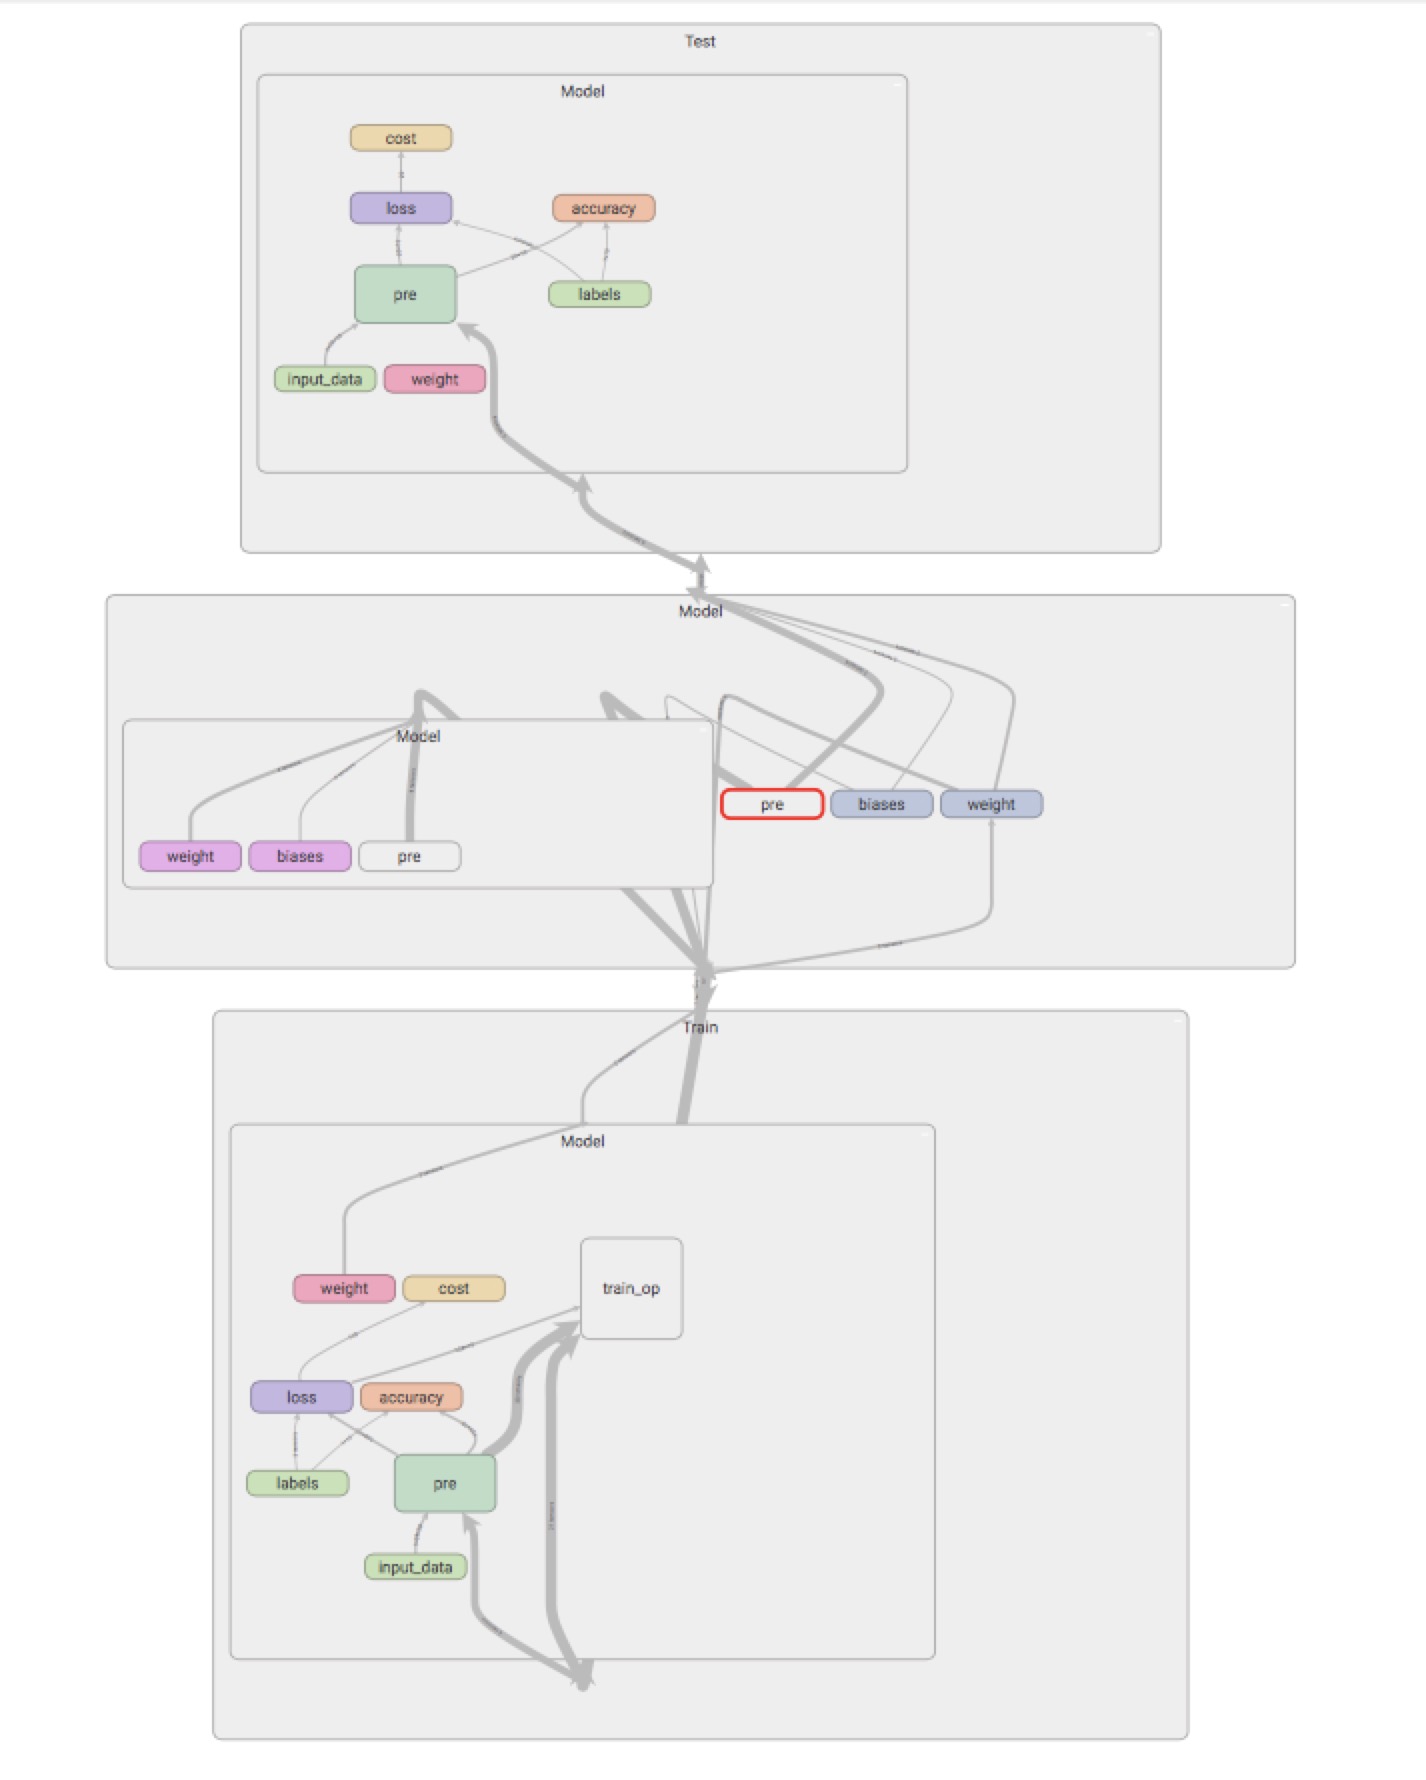 Test
Model
cost
loss
accuracy
pre
labels
input_data
weight
Model
Model
pre
biases
weight
weight
biases
pre
Train
Model
weight
cost
train_op
loss
accuracy
labels
pre
input_data